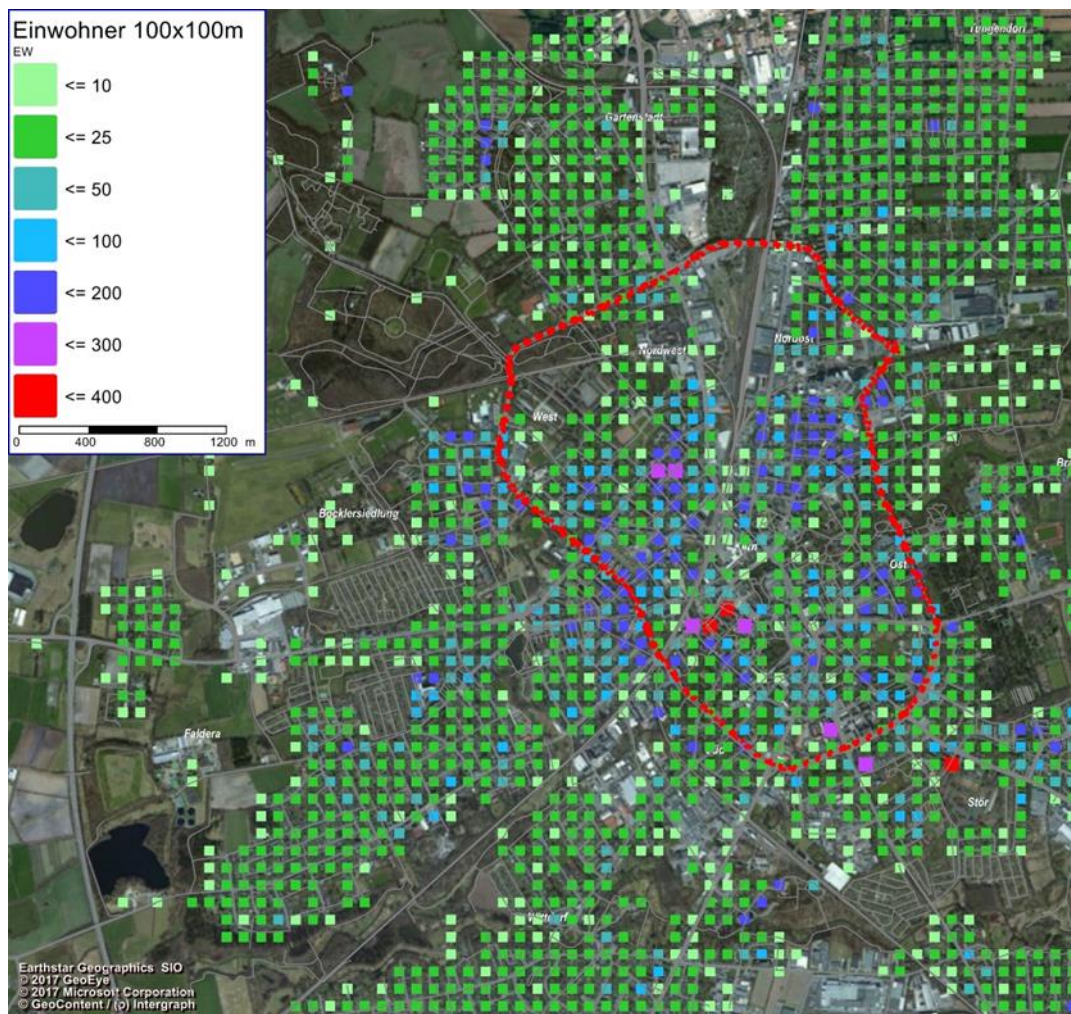 Einwohner 100x100m
EW
<= 10
<= 25
<= 50
<= 100
<= 200
<= 300
<= 400
0 400 800 1200 m
Tungendorf
Gartenstadt
Nordwest
Nordost
West
Böcklersiedlung
Ost
Faldera
Stör
Earthstar Geographics SIO
© 2017 GeoEye
© 2017 Microsoft Corporation
© GeoContent / (p) Intergraph